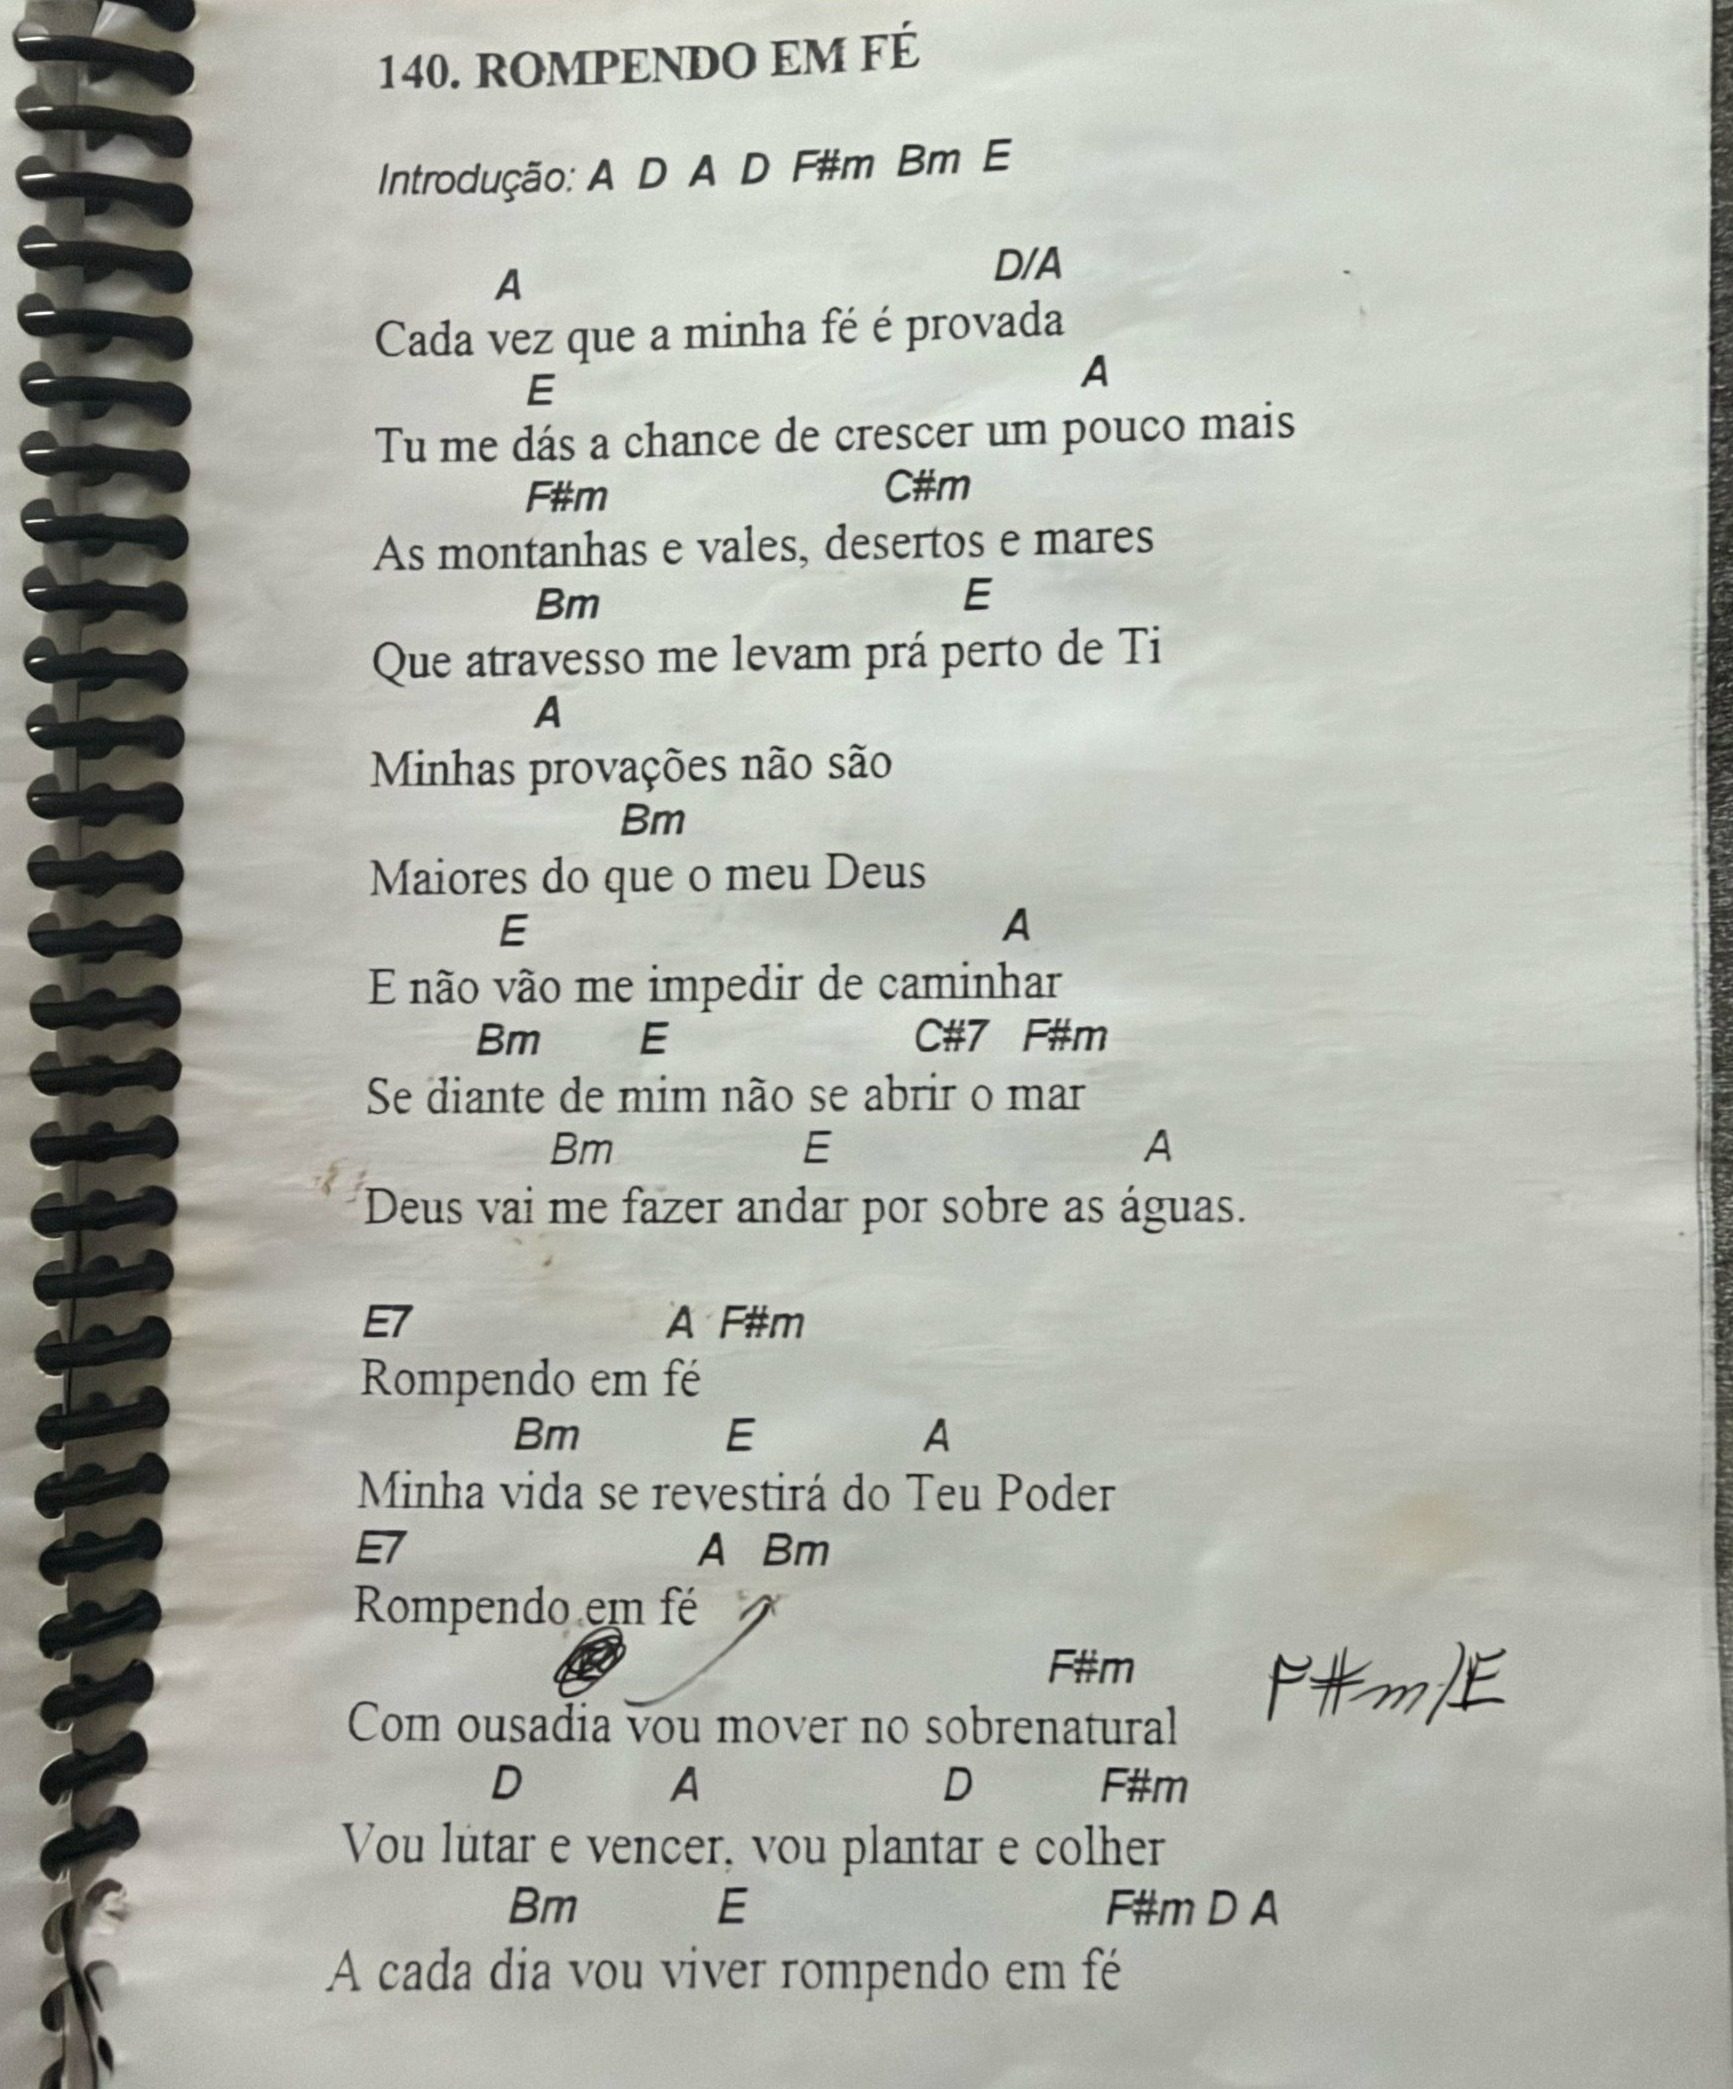 140. ROMPENDO EM FÉ
Introdução: A D A D F#m Bm E
A D/A
Cada vez que a minha fé é provada
E A
Tu me dás a chance de crescer um pouco mais
F#m C#m
As montanhas e vales, desertos e mares
Bm E
Que atravesso me levam prá perto de Ti
A
Minhas provações não são
Bm
Maiores do que o meu Deus
E A
E não vão me impedir de caminhar
Bm E C#7 F#m
Se diante de mim não se abrir o mar
Bm E A
Deus vai me fazer andar por sobre as águas.
E7 A F#m
Rompendo em fé
Bm E A
Minha vida se revestirá do Teu Poder
E7 A Bm
Rompendo em fé
F#m F#m/E
Com ousadia vou mover no sobrenatural
D A D F#m
Vou lutar e vencer, vou plantar e colher
Bm E F#m D A
A cada dia vou viver rompendo em fé